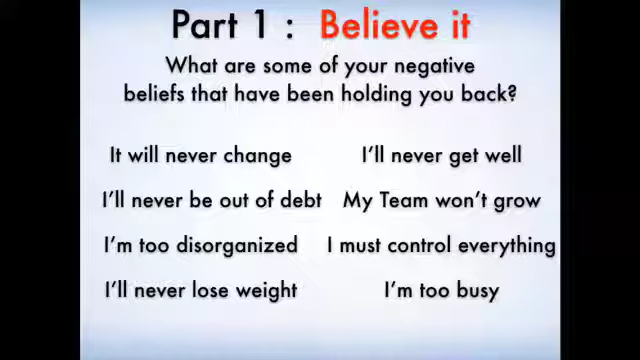 Part 1 : Believe it
What are some of your negative
beliefs that have been holding you back?
It will never change
I'll never get well
I'll never be out of debt
My Team won't grow
I'm too disorganized
I must control everything
I'll never lose weight
I'm too busy